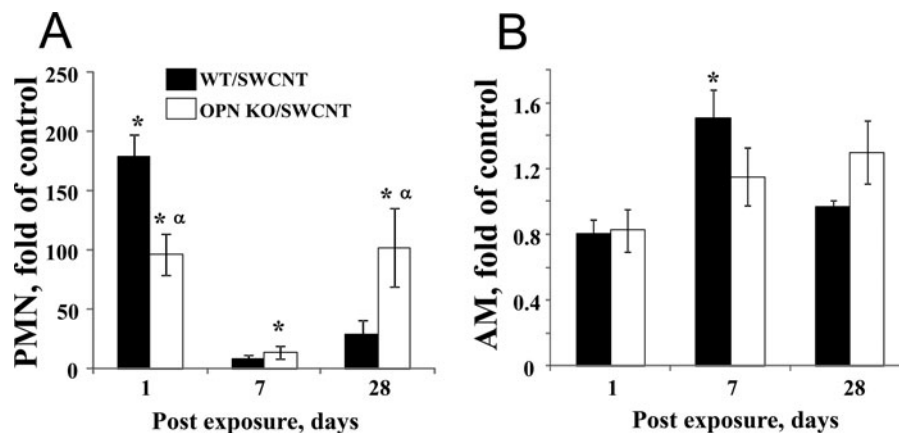 A
PMN, fold of control
250
200
150
100
50
0
WT/SWCNT
OPN KO/SWCNT
*
* α
*
* α
1 7 28
Post exposure, days
B
AM, fold of control
1.6
1.2
0.8
0.4
0
*
1 7 28
Post exposure, days